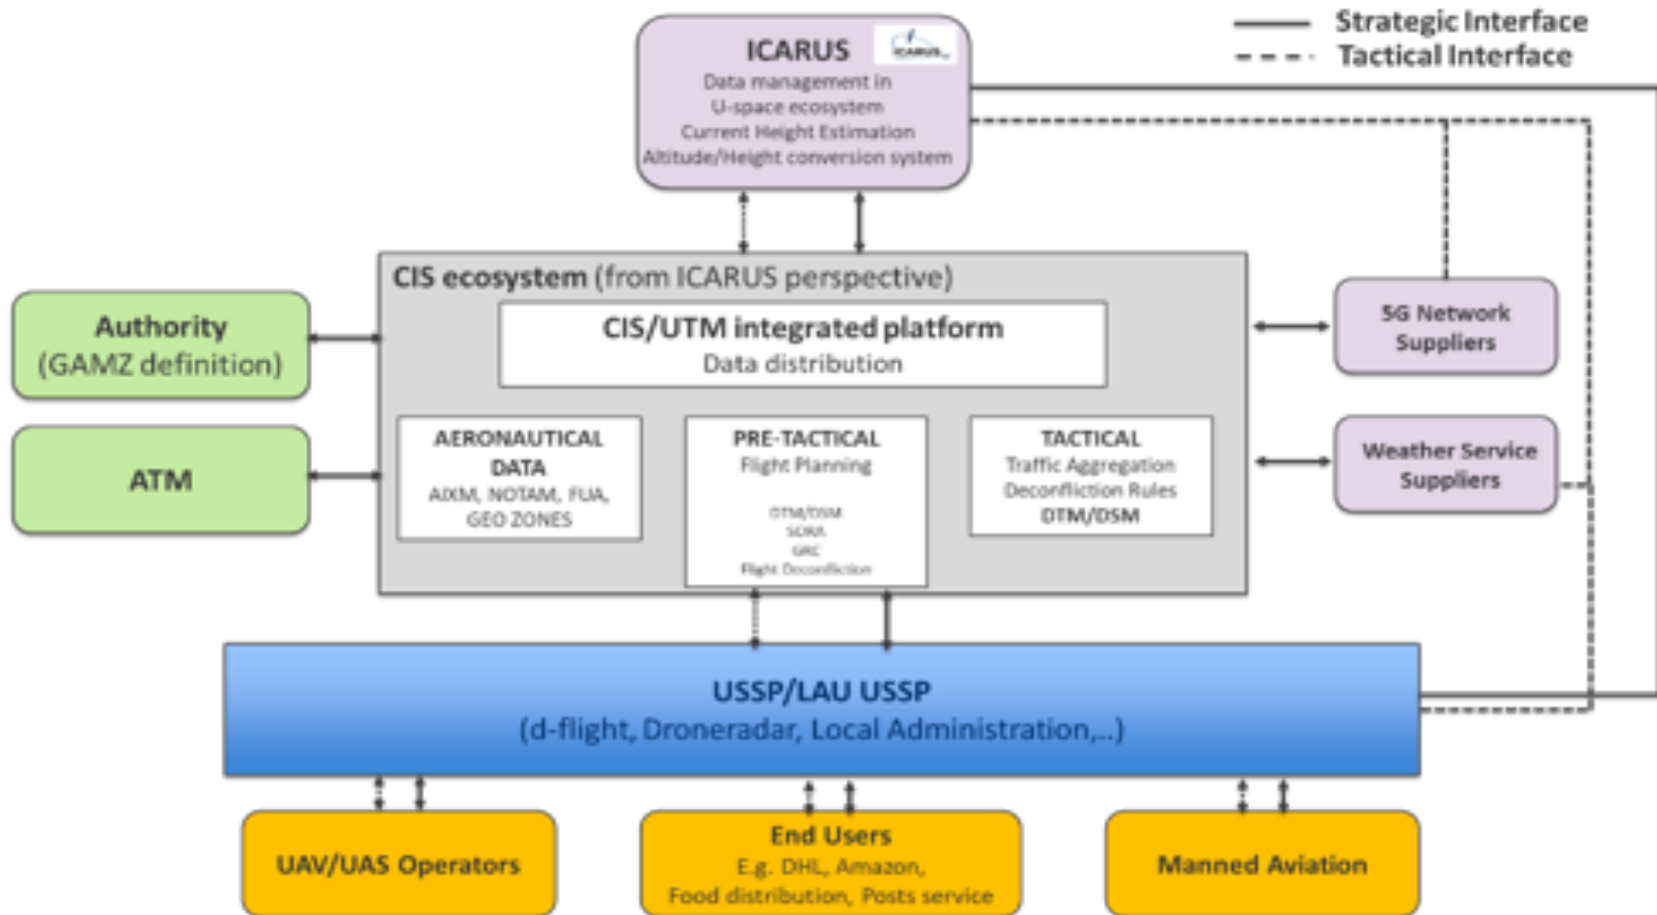 Strategic Interface
Tactical Interface
ICARUS
ICARUS
Data management in
U-space ecosystem
Current Height Estimation
Altitude/Height conversion system
CIS ecosystem (from ICARUS perspective)
CIS/UTM integrated platform
Data distribution
Authority
(GAMZ definition)
ATM
AERONAUTICAL
DATA
AIXM, NOTAM, FUA,
GEO ZONES
PRE-TACTICAL
Flight Planning
DTM/DSM
SORA
GRC
Flight Deconfliction
TACTICAL
Traffic Aggregation
Deconfliction Rules
DTM/DSM
5G Network
Suppliers
Weather Service
Suppliers
USSP/LAU USSP
(d-flight, Droneradar, Local Administration,..)
UAV/UAS Operators
End Users
E.g. DHL, Amazon,
Food distribution, Posts service
Manned Aviation